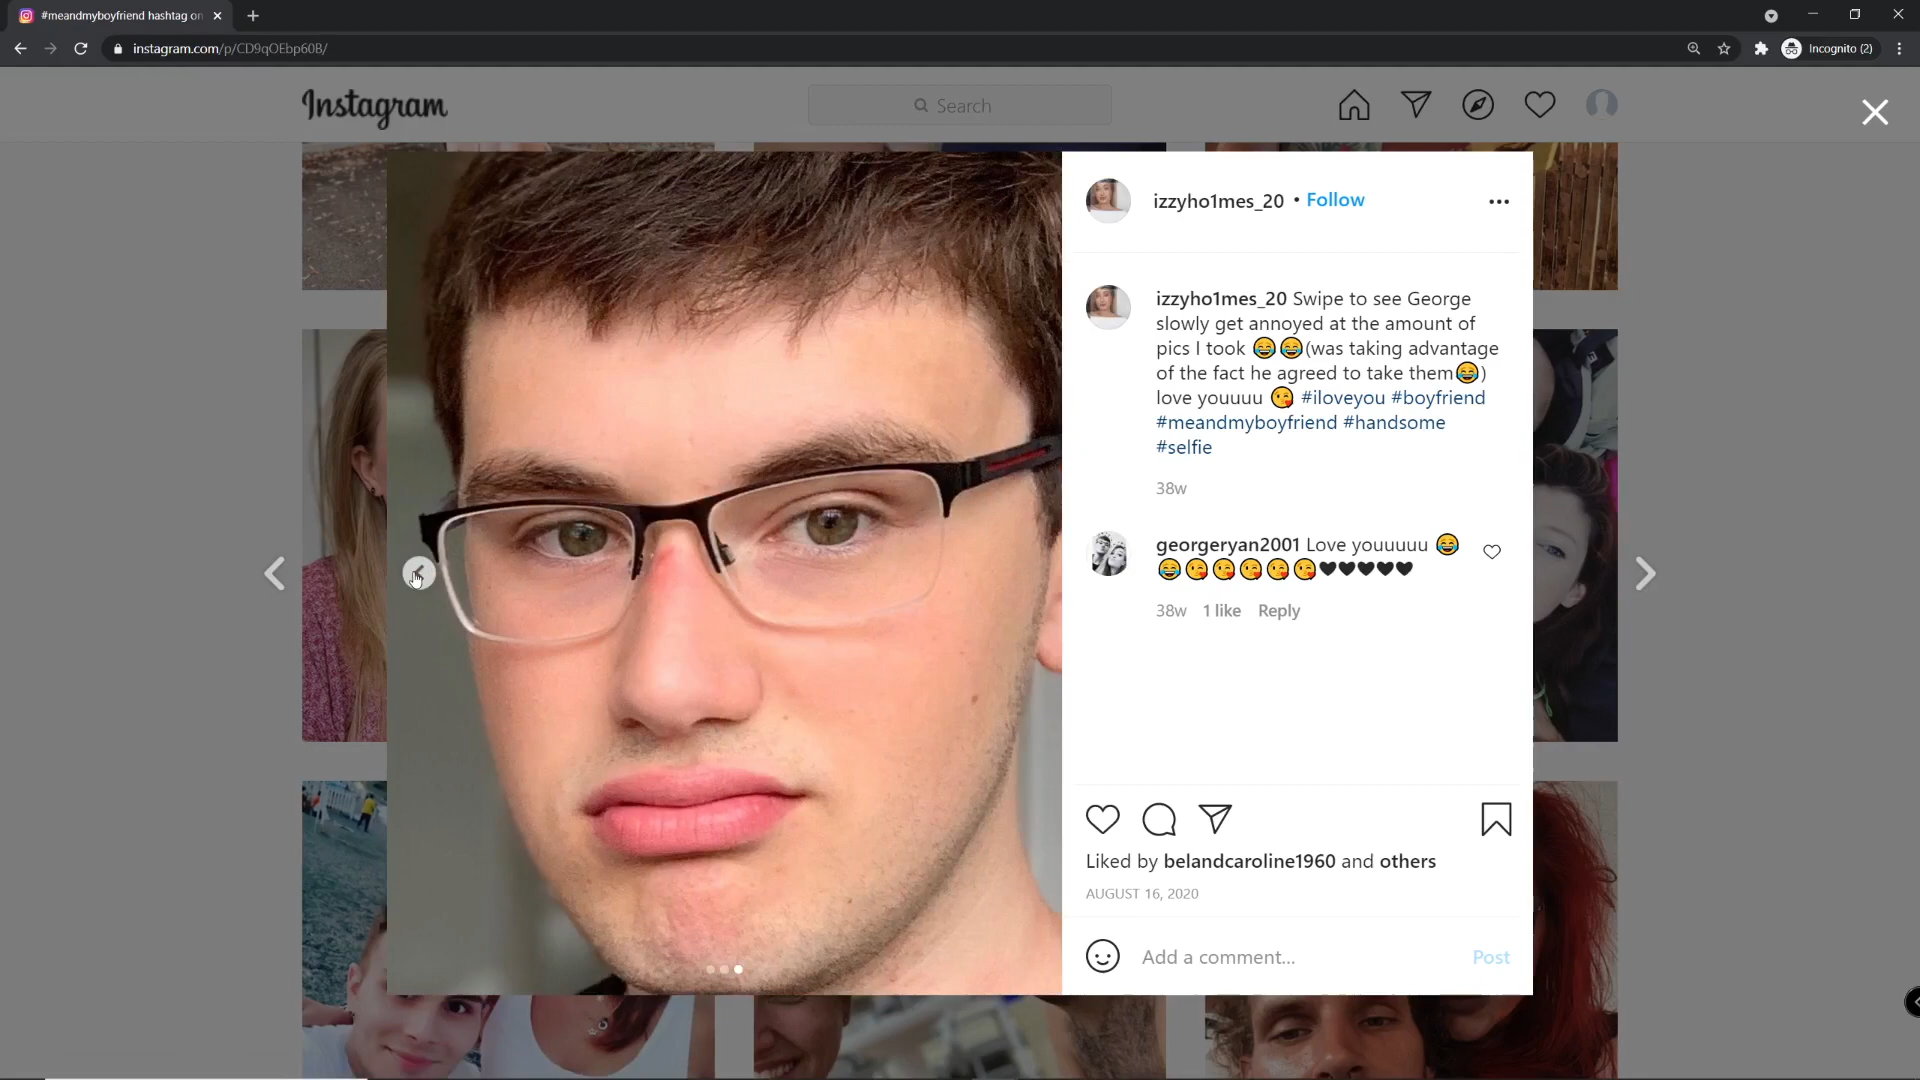 #meandmyboyfriend hashtag on
instagram.com/p/CD9qOEbp60B/
Incognito (2)
Instagram
Search
izzyho1mes_20 • Follow
izzyho1mes_20 Swipe to see George
slowly get annoyed at the amount of
pics I took 😂😂(was taking advantage
of the fact he agreed to take them😂)
love youuuu 😘 #iloveyou #boyfriend
#meandmyboyfriend #handsome
#selfie
38w
georgeryan2001 Love youuuuu 😂
😂😘😘😘😘😘🖤🖤🖤🖤🖤
38w 1 like Reply
Liked by belandcaroline1960 and others
AUGUST 16, 2020
Add a comment... Post